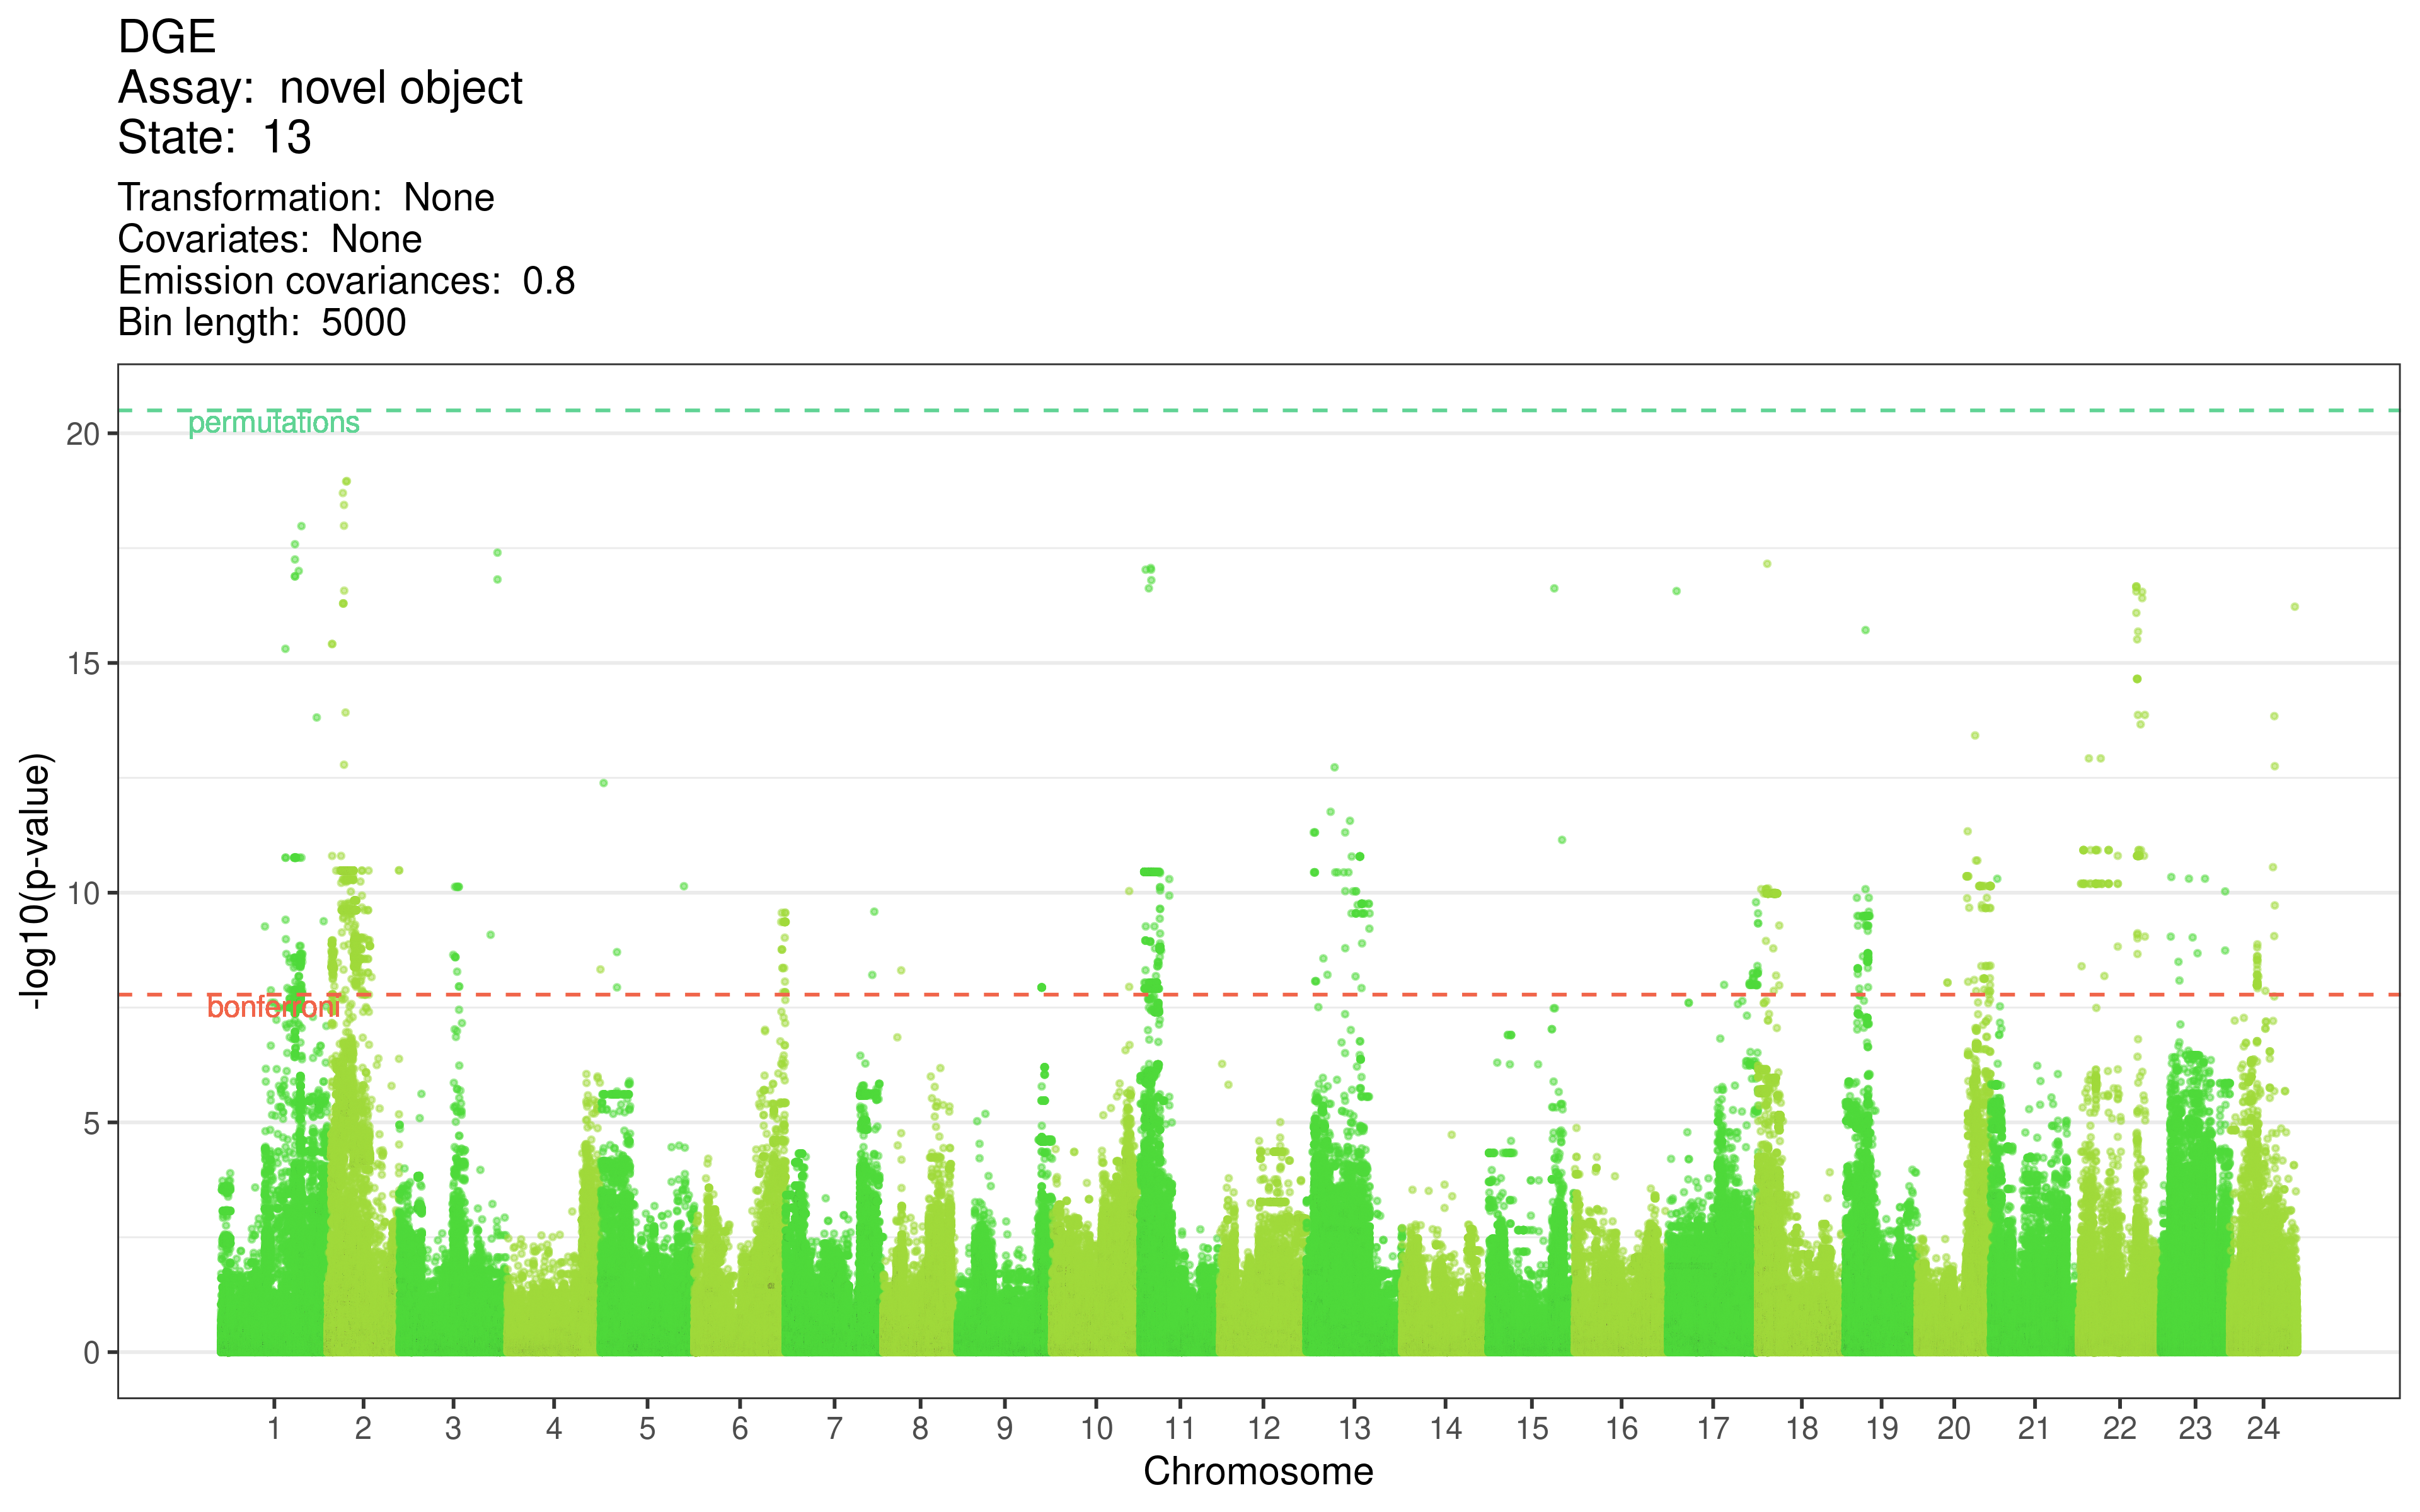 DGE
Assay:  novel object
State:  13
Transformation:  None
Covariates:  None
Emission covariances:  0.8
Bin length:  5000
permutations
20
15
-log10(p-value)
10
bonferroni
5
0
1 2 3 4 5 6 7 8 9 10 11 12 13 14 15 16 17 18 19 20 21 22 23 24
Chromosome